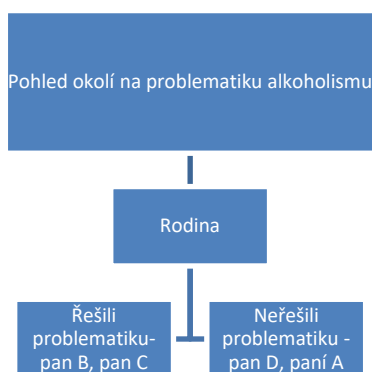 Pohled okolí na problematiku alkoholismu
Rodina
Řešili
problematiku-
pan B, pan C
Neřešili
problematiku -
pan D, paní A